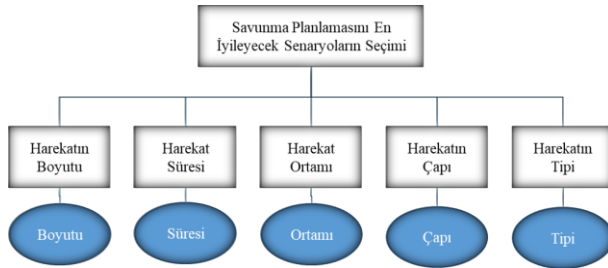 Savunma Planlamasını En
İyileyecek Senaryoların Seçimi
Harekatın
Boyutu
Harekat
Süresi
Harekat
Ortamı
Harekatın
Çapı
Harekatın
Tipi
Boyutu
Süresi
Ortamı
Çapı
Tipi